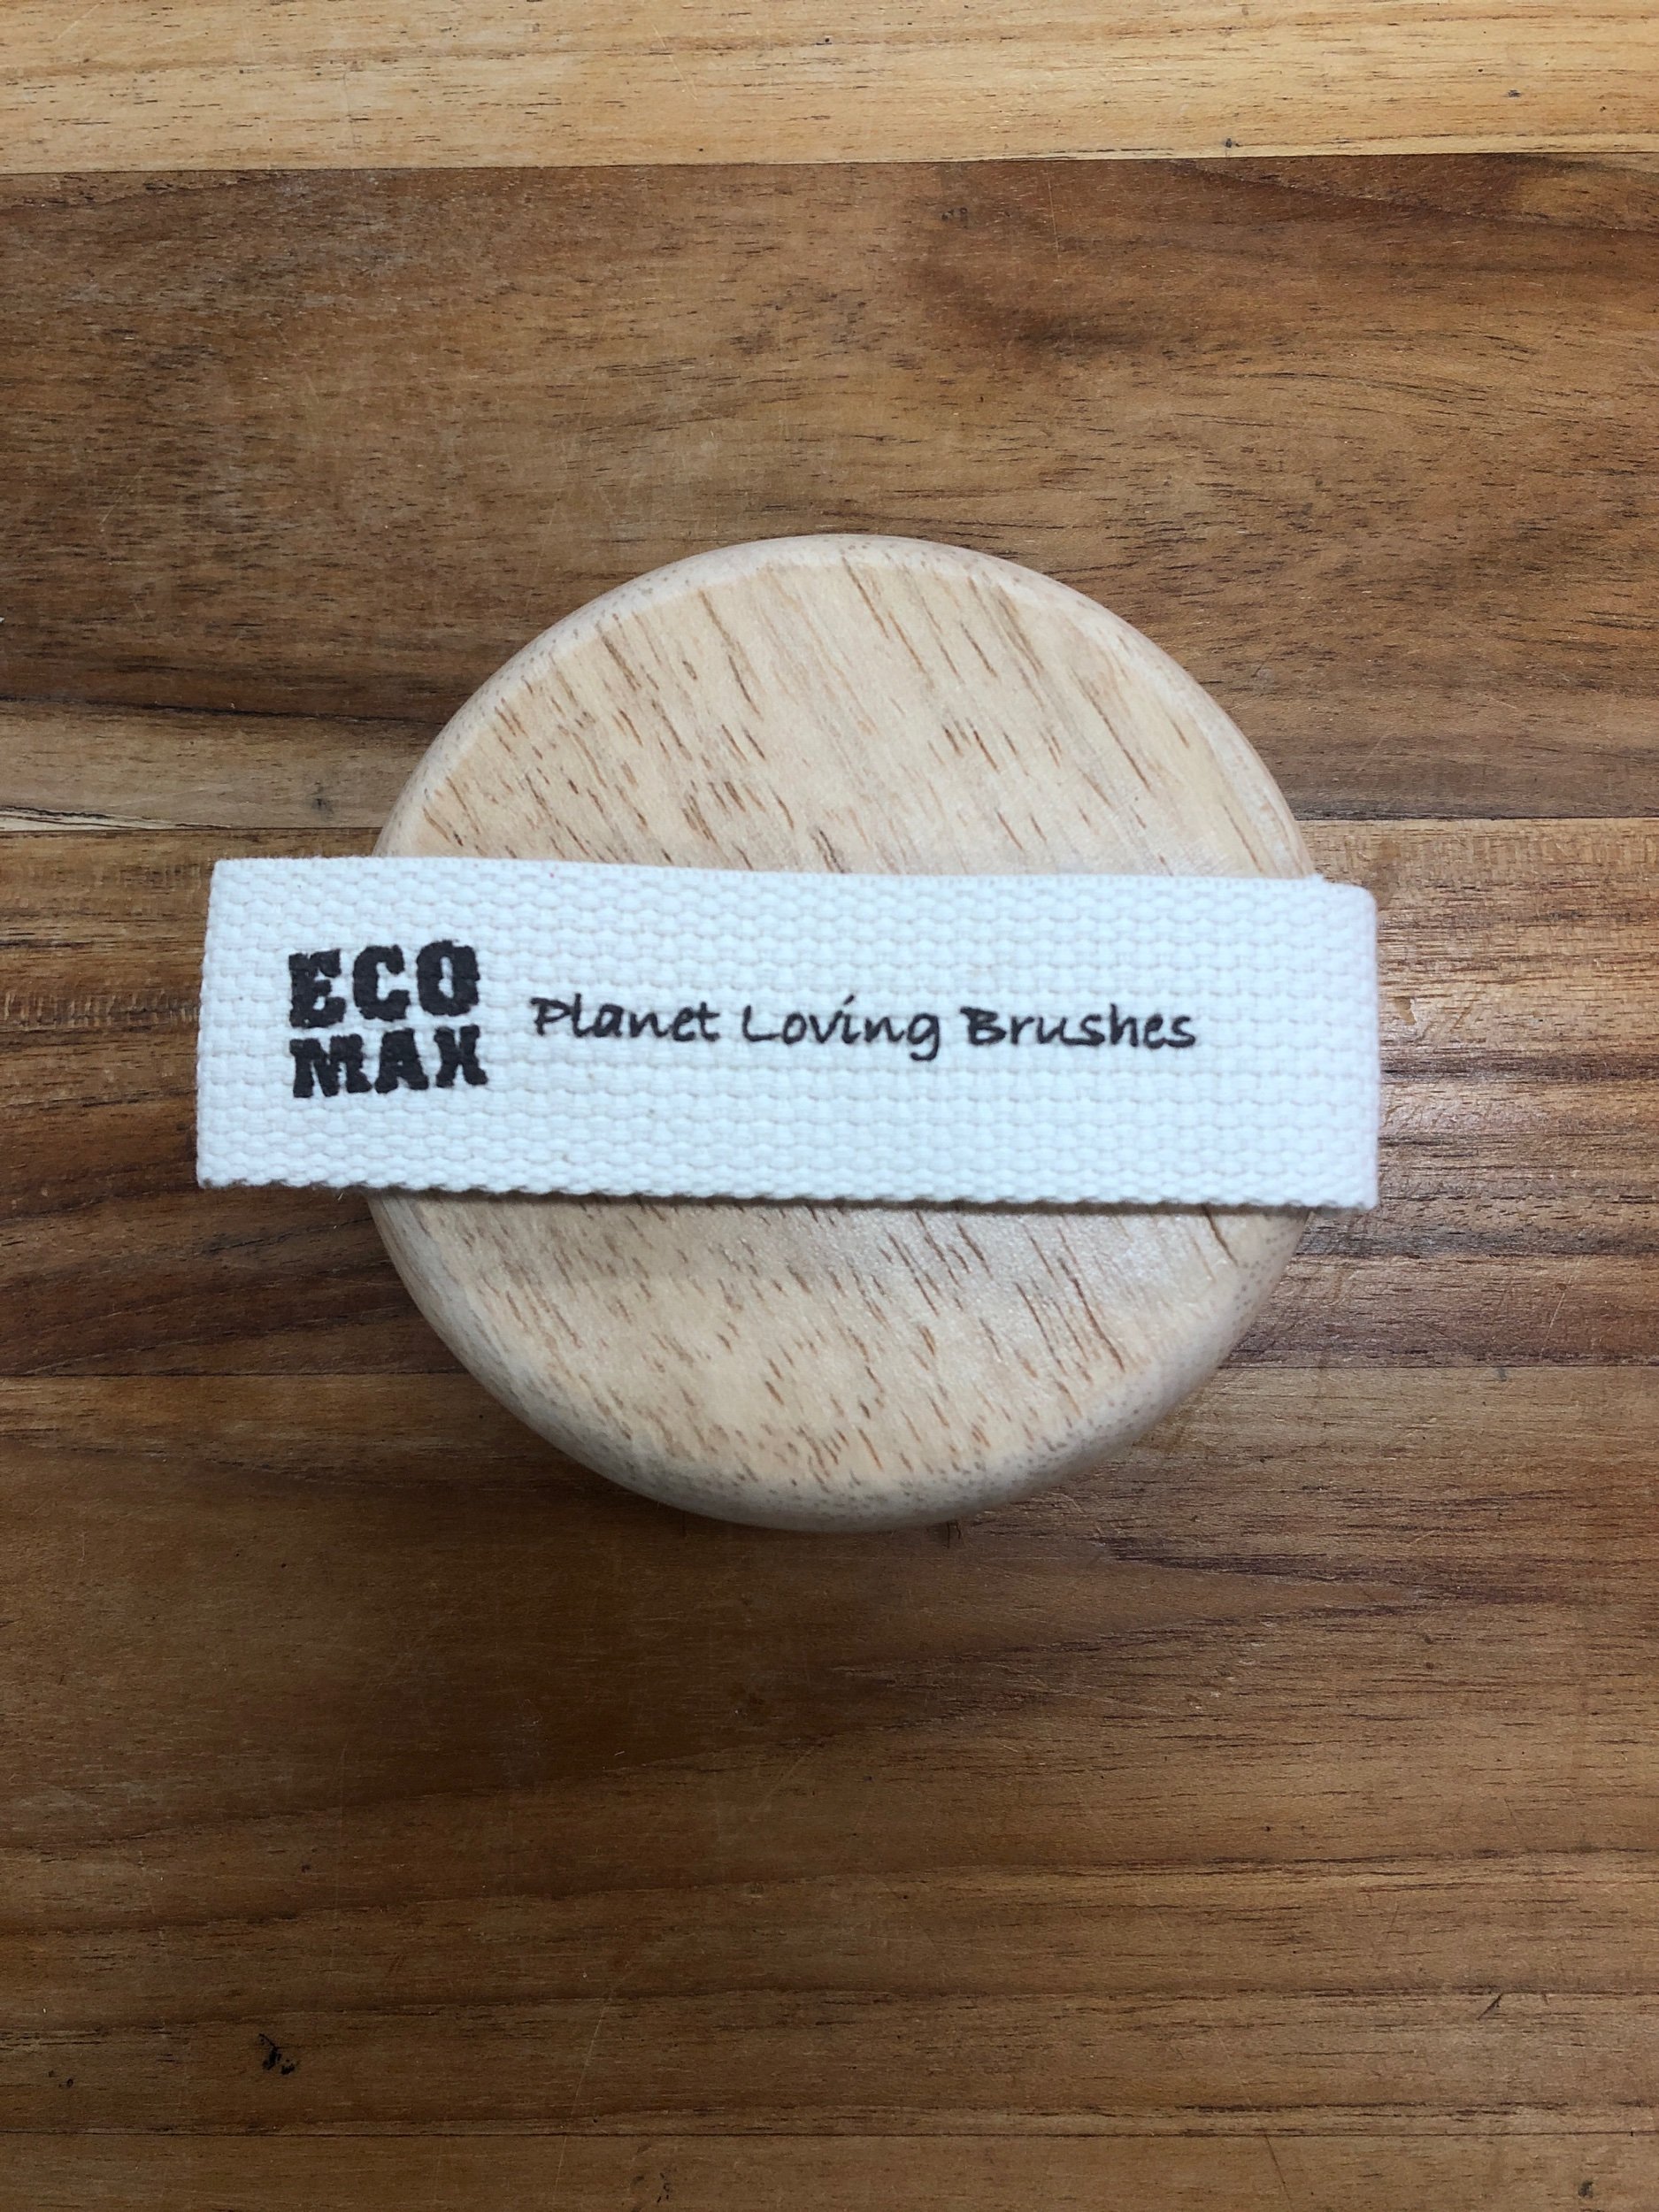 ECO
MAX
Planet Loving Brushes